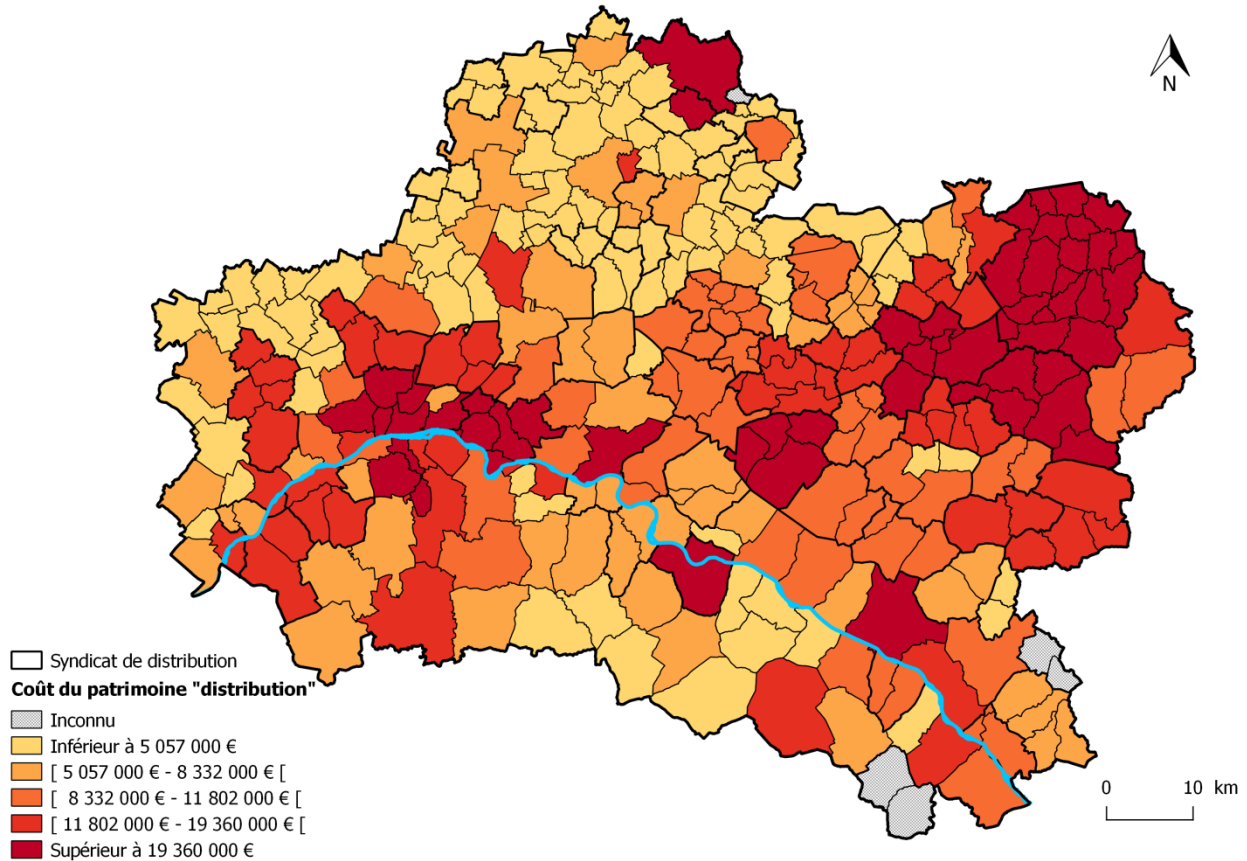 N
Syndicat de distribution
Coût du patrimoine "distribution"
Inconnu
Inférieur à 5 057 000 €
[ 5 057 000 € - 8 332 000 € [
[ 8 332 000 € - 11 802 000 € [
[ 11 802 000 € - 19 360 000 € [
Supérieur à 19 360 000 €
0 10 km